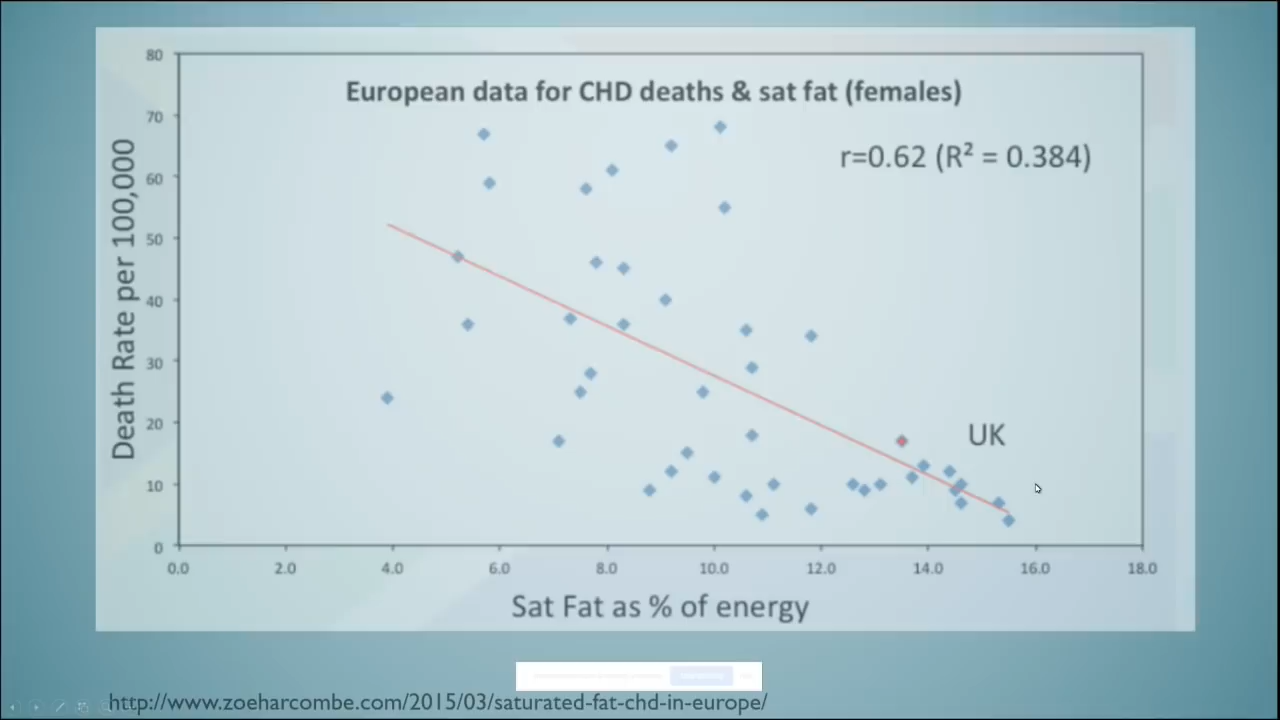 80
European data for CHD deaths & sat fat (females)
70
r=0.62 (R² = 0.384)
60
50
Death Rate per 100,000
40
30
20
UK
10
0
0.0 2.0 4.0 6.0 8.0 10.0 12.0 14.0 16.0 18.0
Sat Fat as % of energy
http://www.zoeharcombe.com/2015/03/saturated-fat-chd-in-europe/